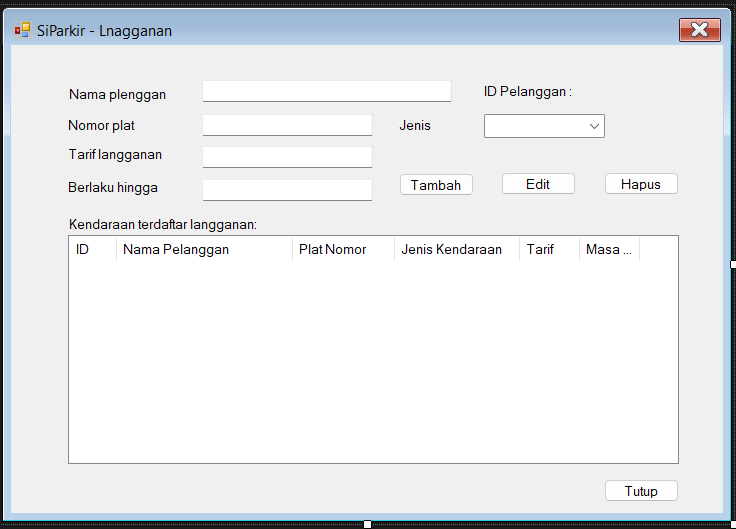 SiParkir - Lnagganan
Nama plenggan
ID Pelanggan :
Nomor plat
Jenis
Tarif langganan
Berlaku hingga
Tambah
Edit
Hapus
Kendaraan terdaftar langganan:
ID Nama Pelanggan Plat Nomor Jenis Kendaraan Tarif Masa ...
Tutup